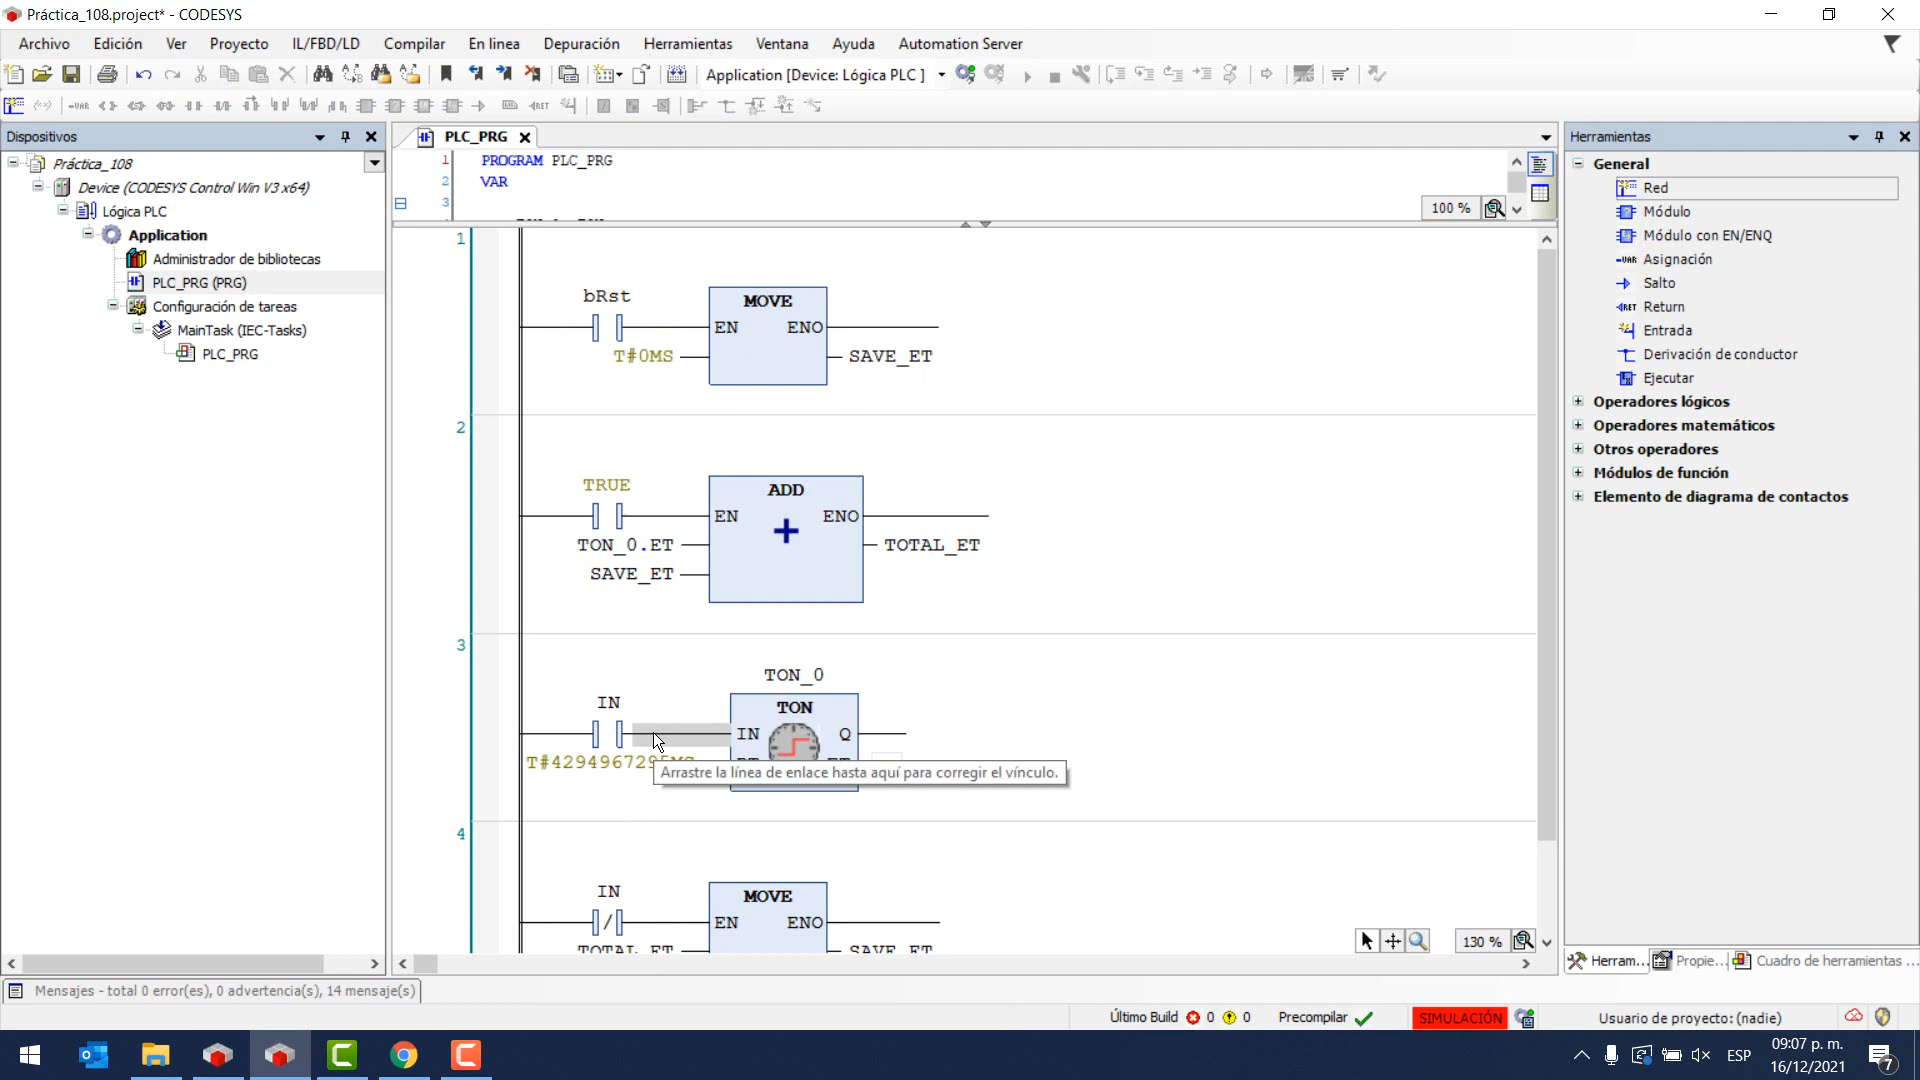 Práctica_108.project* - CODESYS
Archivo Edición Ver Proyecto IL/FBD/LD Compilar En linea Depuración Herramientas Ventana Ayuda Automation Server
Application [Device: Lógica PLC ]
Dispositivos
Práctica_108
Device (CODESYS Control Win V3 x64)
Lógica PLC
Application
Administrador de bibliotecas
PLC_PRG (PRG)
Configuración de tareas
MainTask (IEC-Tasks)
PLC_PRG
PLC_PRG
1 PROGRAM PLC_PRG
2 VAR
3
100 %
1
bRst
MOVE
EN ENO
T#0MS SAVE_ET
2
TRUE
ADD
EN ENO
TON_0.ET TOTAL_ET
SAVE_ET
3
TON_0
IN
TON
IN Q
T#4294967295MS
Arrastre la línea de enlace hasta aquí para corregir el vínculo.
4
IN
MOVE
EN ENO
TOTAL_ET SAVE_ET
130 %
Herramientas
General
Red
Módulo
Módulo con EN/ENQ
Asignación
Salto
Return
Entrada
Derivación de conductor
Ejecutar
Operadores lógicos
Operadores matemáticos
Otros operadores
Módulos de función
Elemento de diagrama de contactos
Herram... Propie... Cuadro de herramientas ...
Mensajes - total 0 error(es), 0 advertencia(s), 14 mensaje(s)
Último Build 0 0 Precompilar SIMULACIÓN Usuario de proyecto: (nadie)
ESP
09:07 p. m.
16/12/2021
7